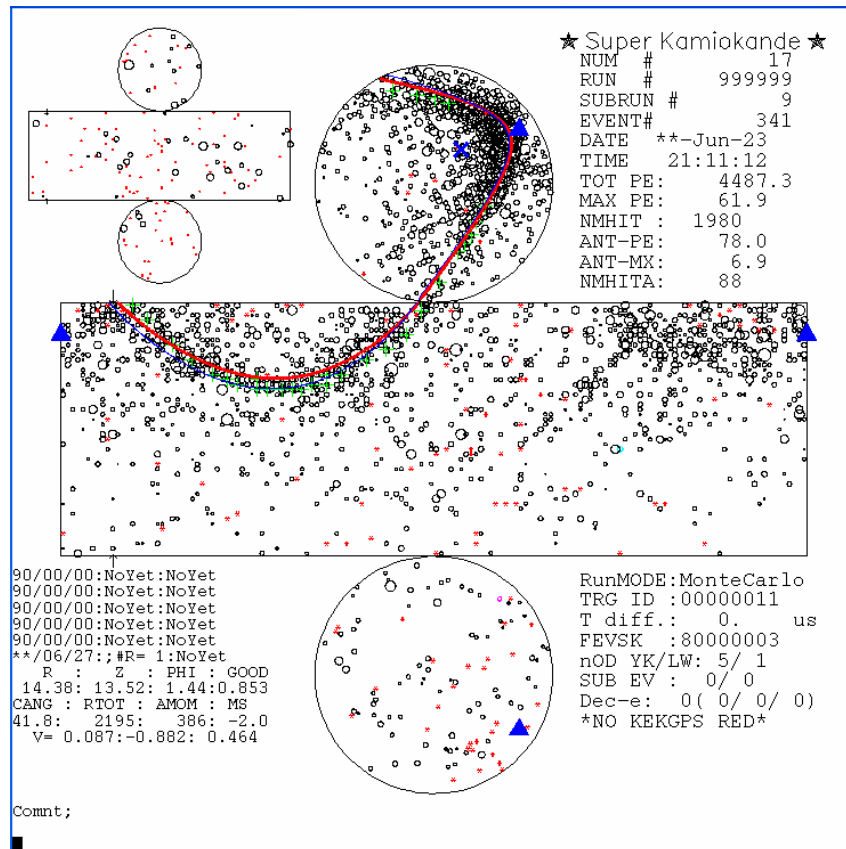 ★ Super Kamiokande ★
NUM # 17
RUN # 999999
SUBRUN # 9
EVENT# 341
DATE **-Jun-23
TIME 21:11:12
TOT PE: 4487.3
MAX PE: 61.9
NMHIT : 1980
ANT-PE: 78.0
ANT-MX: 6.9
NMHITA: 88
90/00/00:NoYet:NoYet
90/00/00:NoYet:NoYet
90/00/00:NoYet:NoYet
90/00/00:NoYet:NoYet
90/00/00:NoYet:NoYet
**/06/27:;#R= 1:NoYet
R : Z : PHI : GOOD
14.38: 13.52: 1.44:0.853
CANG : RTOT : AMOM : MS
41.8: 2195: 386: -2.0
V= 0.087:-0.882: 0.464
Comnt;
RunMODE:MonteCarlo
TRG ID :00000011
T diff.: 0. us
FEVSK :80000003
nOD YK/LW: 5/ 1
SUB EV : 0/ 0
Dec-e: 0( 0/ 0/ 0)
*NO KEKGPS RED*